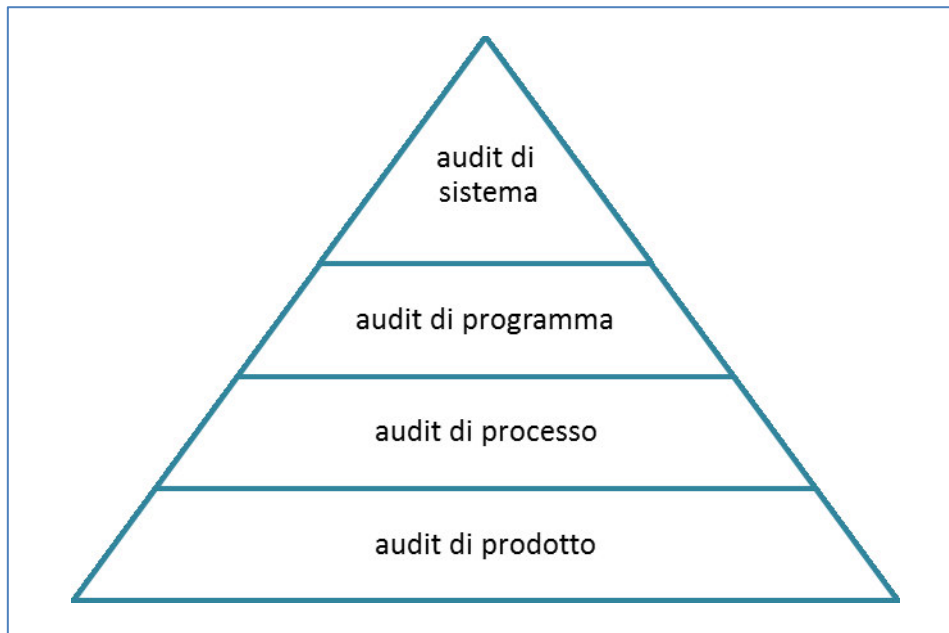 audit di
sistema
audit di programma
audit di processo
audit di prodotto